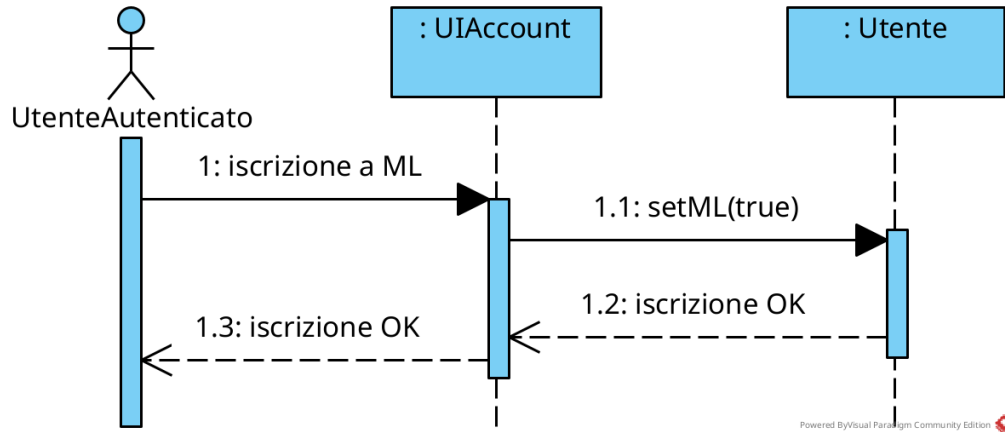 : UIAccount
: Utente
UtenteAutenticato
1: iscrizione a ML
1.1: setML(true)
1.2: iscrizione OK
1.3: iscrizione OK
Powered ByVisual Paradigm Community Edition